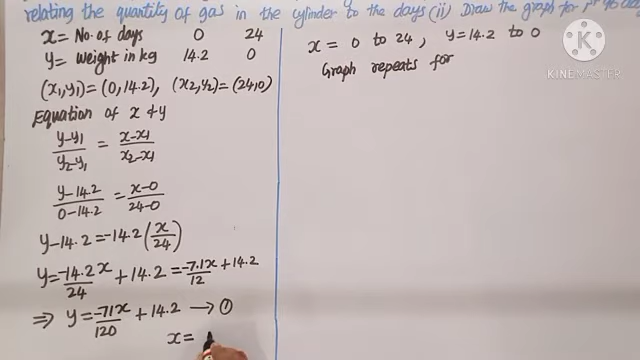 relating the quantity of gas in the cylinder to the days (ii) Draw the graph for
x = No. of days 0 24
y = Weight in kg 14.2 0
(x₁,y₁) = (0,14.2), (x₂,y₂) = (24,0)
Equation of x & y
y-y₁/y₂-y₁ = x-x₁/x₂-x₁
y-14.2/0-14.2 = x-0/24-0
y-14.2 = -14.2 (x/24)
y = -14.2x/24 + 14.2 = -7.1x/12 + 14.2
⇒ y = -71x/120 + 14.2 → ①
x =
x = 0 to 24, y = 14.2 to 0
Graph repeats for
KINEMASTER